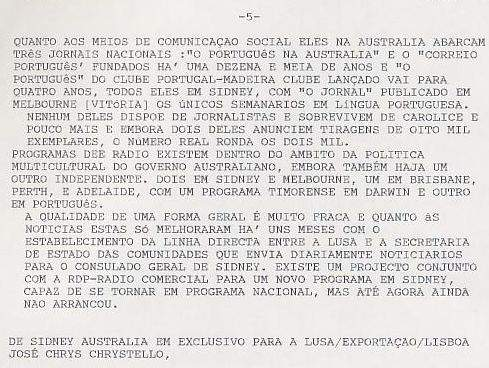 -5-
QUANTO AOS MEIOS DE COMUNICAÇAO SOCIAL ELES NA AUSTRALIA ABARCAM
TRêS JORNAIS NACIONAIS :"O PORTUGUêS NA AUSTRALIA" E O "CORREIO
PORTUGUêS' FUNDADOS HA' UMA DEZENA E MEIA DE ANOS E "O
PORTUGUêS" DO CLUBE PORTUGAL-MADEIRA CLUBE LANÇADO VAI PARA
QUATRO ANOS, TODOS ELES EM SIDNEY, COM "O JORNAL" PUBLICADO EM
MELBOURNE [VITóRIA] OS úNICOS SEMANARIOS EM LíNGUA PORTUGUESA.
NENHUM DELES DISPOE DE JORNALISTAS E SOBREVIVEM DE CAROLICE E
POUCO MAIS E EMBORA DOIS DELES ANUNCIEM TIRAGENS DE OITO MIL
EXEMPLARES, O NúMERO REAL RONDA OS DOIS MIL.
PROGRAMAS DEE RADIO EXISTEM DENTRO DO AMBITO DA POLITICA
MULTICULTURAL DO GOVERNO AUSTRALIANO, EMBORA TAMBéM HAJA UM
OUTRO INDEPENDENTE. DOIS EM SIDNEY E MELBOURNE, UM EM BRISBANE,
PERTH, E ADELAIDE, COM UM PROGRAMA TIMORENSE EM DARWIN E OUTRO
EM PORTUGUêS.
A QUALIDADE DE UMA FORMA GERAL é MUITO FRACA E QUANTO àS
NOTICIAS ESTAS Só MELHORARAM HA' UNS MESES COM O
ESTABELECIMENTO DA LINHA DIRECTA ENTRE A LUSA E A SECRETARIA
DE ESTADO DAS COMUNIDADES QUE ENVIA DIARIAMENTE NOTICIARIOS
PARA O CONSULADO GERAL DE SIDNEY. EXISTE UM PROJECTO CONJUNTO
COM A RDP-RADIO COMERCIAL PARA UM NOVO PROGRAMA EM SIDNEY,
CAPAZ DE SE TORNAR EM PROGRAMA NACIONAL, MAS ATé AGORA AINDA
NAO ARRANCOU.
DE SIDNEY AUSTRALIA EM EXCLUSIVO PARA A LUSA/EXPORTAÇAO/LISBOA
JOSé CHRYS CHRYSTELLO,